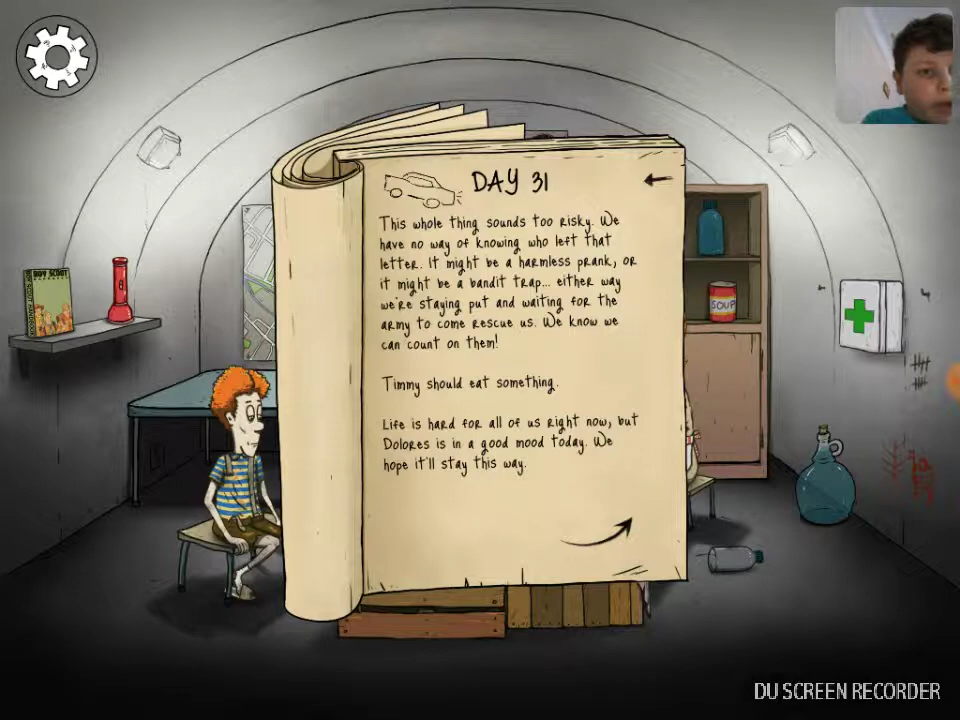 DAY 31
This whole thing sounds too risky. We
have no way of knowing who left that
letter. It might be a harmless prank, or
it might be a bandit trap... either way
we're staying put and waiting for the
army to come rescue us. We know we
can count on them!
Timmy should eat something.
Life is hard for all of us right now, but
Dolores is in a good mood today. We
hope it'll stay this way.
BOY SCOUT
SOUP
DU SCREEN RECORDER